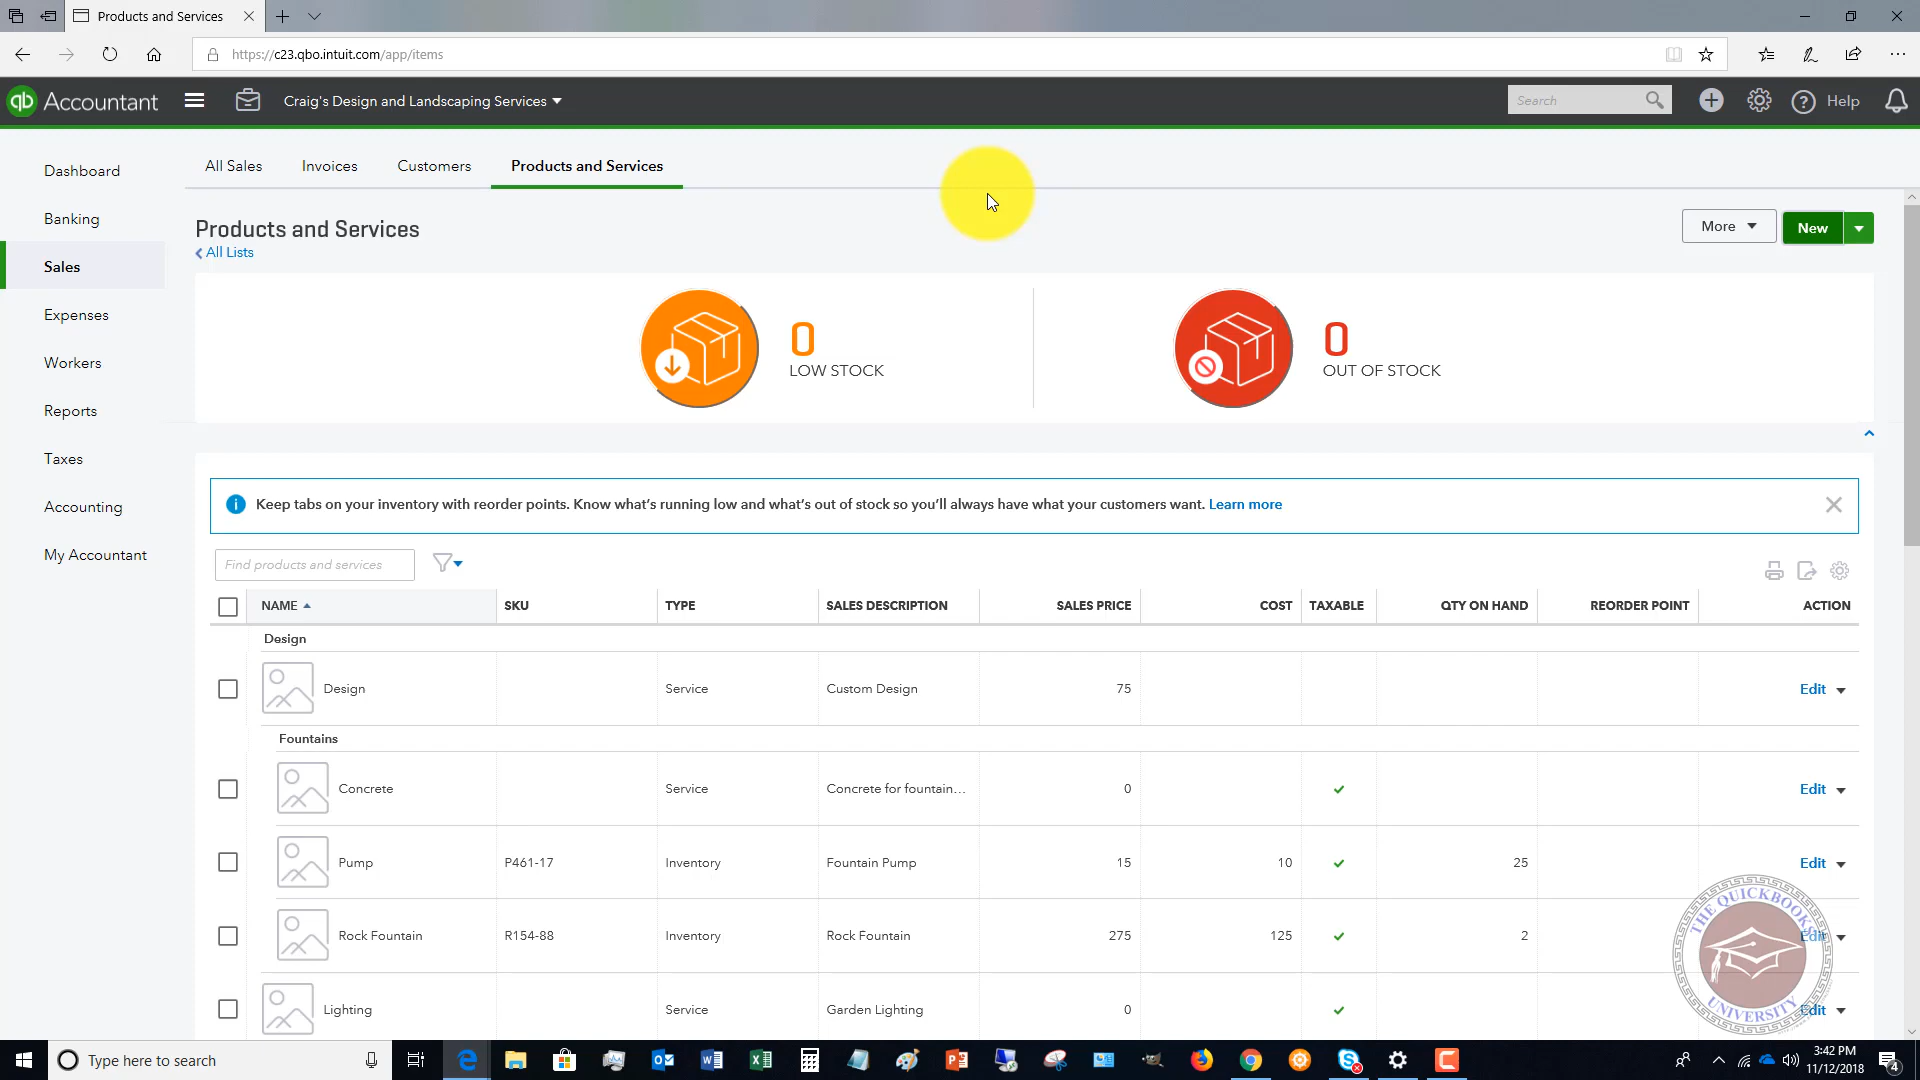 Products and Services
https://c23.qbo.intuit.com/app/items
qb Accountant
Craig's Design and Landscaping Services
Search
Help
Dashboard
Banking
Sales
Expenses
Workers
Reports
Taxes
Accounting
My Accountant
All Sales Invoices Customers Products and Services
Products and Services
All Lists
More
New
0
LOW STOCK
0
OUT OF STOCK
Keep tabs on your inventory with reorder points. Know what's running low and what's out of stock so you'll always have what your customers want. Learn more
Find products and services
NAME SKU TYPE SALES DESCRIPTION SALES PRICE COST TAXABLE QTY ON HAND REORDER POINT ACTION
Design
Design Service Custom Design 75 Edit
Fountains
Concrete Service Concrete for fountain... 0 Edit
Pump P461-17 Inventory Fountain Pump 15 10 25 Edit
Rock Fountain R154-88 Inventory Rock Fountain 275 125 2 Edit
Lighting Service Garden Lighting 0 Edit
THE QUICKBOOKS UNIVERSITY
Type here to search
3:42 PM
11/12/2018
4